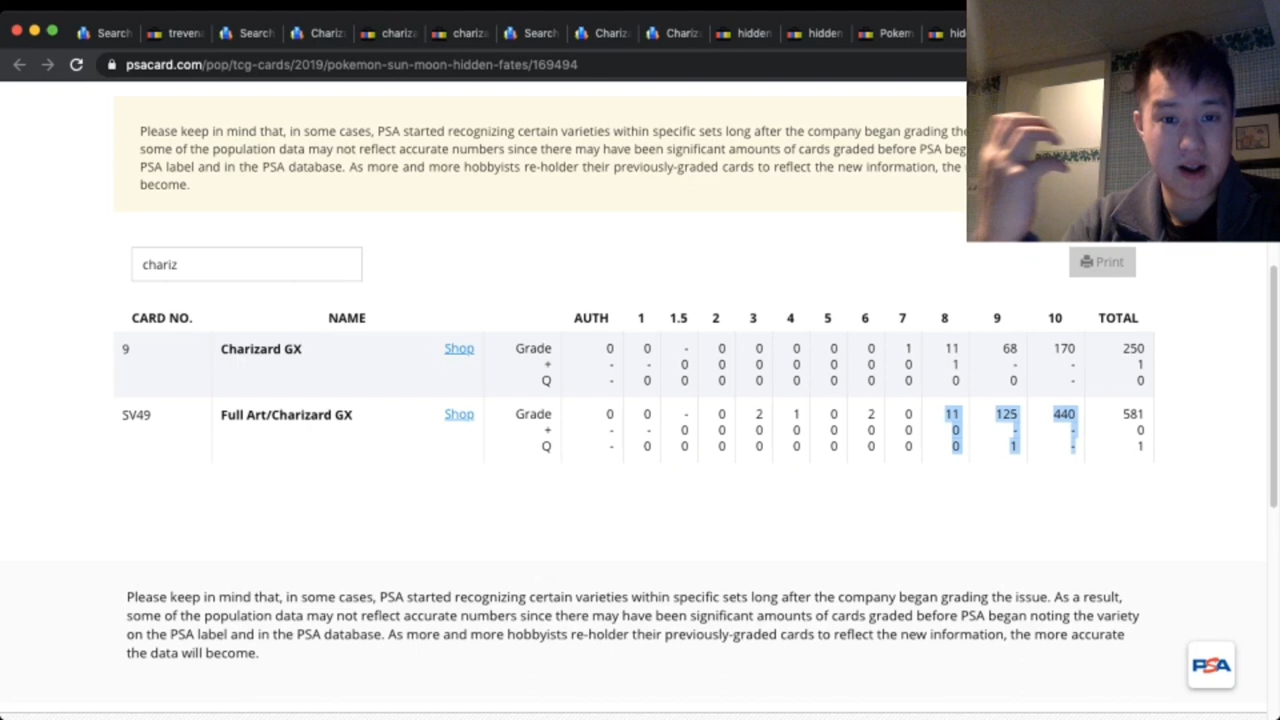 Search
treven
Search
Chariz
chariza
chariza
Search
Chariz
Chariz
hidden
hidden
Pokem
hid
psacard.com/pop/tcg-cards/2019/pokemon-sun-moon-hidden-fates/169494
Please keep in mind that, in some cases, PSA started recognizing certain varieties within specific sets long after the company began grading the
some of the population data may not reflect accurate numbers since there may have been significant amounts of cards graded before PSA beg
PSA label and in the PSA database. As more and more hobbyists re-holder their previously-graded cards to reflect the new information, the
become.
chariz
Print
CARD NO. NAME AUTH 1 1.5 2 3 4 5 6 7 8 9 10 TOTAL
9 Charizard GX Shop Grade 0 0 - 0 0 0 0 0 1 11 68 170 250
+ - - 0 0 0 0 0 0 0 1 - - 1
Q - 0 0 0 0 0 0 0 0 0 0 - 0
SV49 Full Art/Charizard GX Shop Grade 0 0 - 0 2 1 0 2 0 11 125 440 581
+ - - 0 0 0 0 0 0 0 0 - - 0
Q - 0 0 0 0 0 0 0 0 0 1 - 1
Please keep in mind that, in some cases, PSA started recognizing certain varieties within specific sets long after the company began grading the issue. As a result,
some of the population data may not reflect accurate numbers since there may have been significant amounts of cards graded before PSA began noting the variety
on the PSA label and in the PSA database. As more and more hobbyists re-holder their previously-graded cards to reflect the new information, the more accurate
the data will become.
PSA